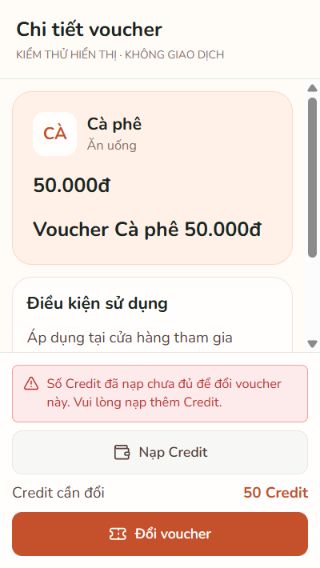 Chi tiết voucher
KIỂM THỬ HIỂN THỊ · KHÔNG GIAO DỊCH
CÀ
Cà phê
Ăn uống
50.000đ
Voucher Cà phê 50.000đ
Điều kiện sử dụng
Áp dụng tại cửa hàng tham gia
Số Credit đã nạp chưa đủ để đổi voucher
này. Vui lòng nạp thêm Credit.
Nạp Credit
Credit cần đổi
50 Credit
Đổi voucher